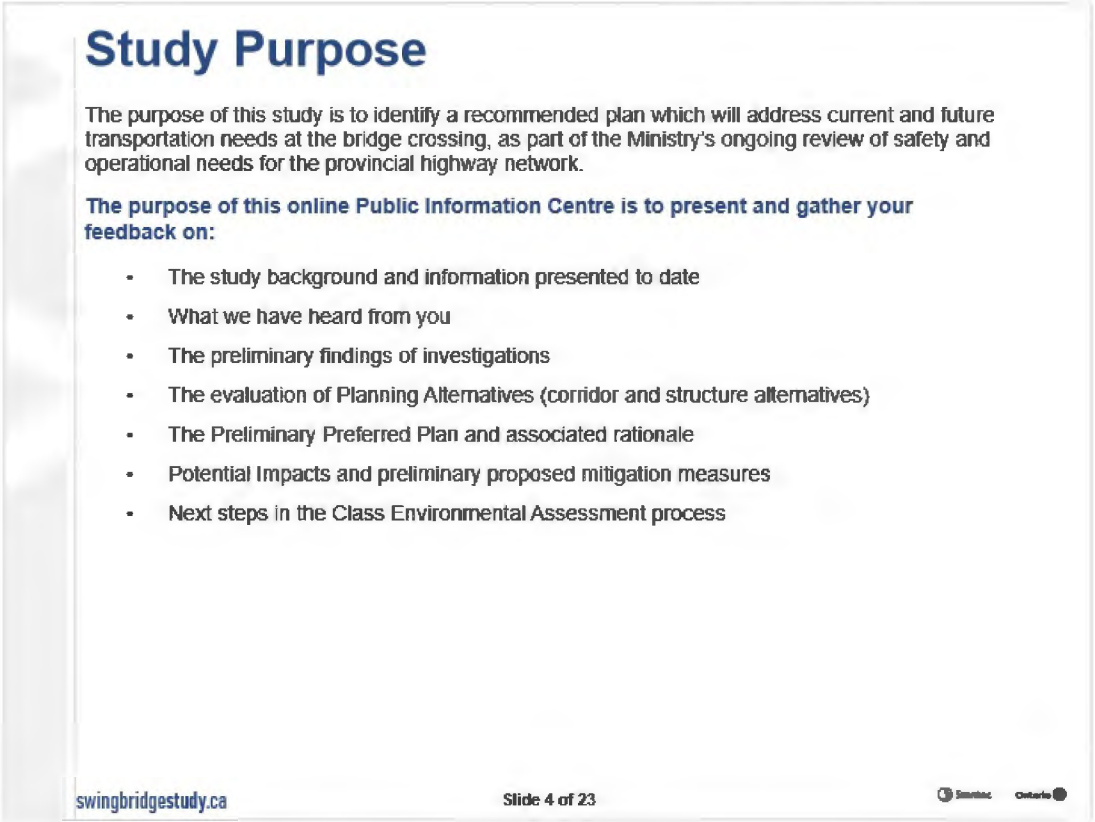 Study Purpose
The purpose of this study is to identify a recommended plan which will address current and future
transportation needs at the bridge crossing, as part of the Ministry's ongoing review of safety and
operational needs for the provincial highway network.
The purpose of this online Public Information Centre is to present and gather your
feedback on:
• The study background and information presented to date
• What we have heard from you
• The preliminary findings of investigations
• The evaluation of Planning Alternatives (corridor and structure alternatives)
• The Preliminary Preferred Plan and associated rationale
• Potential Impacts and preliminary proposed mitigation measures
• Next steps in the Class Environmental Assessment process
swingbridgestudy.ca
Slide 4 of 23
Stantec
Ontario